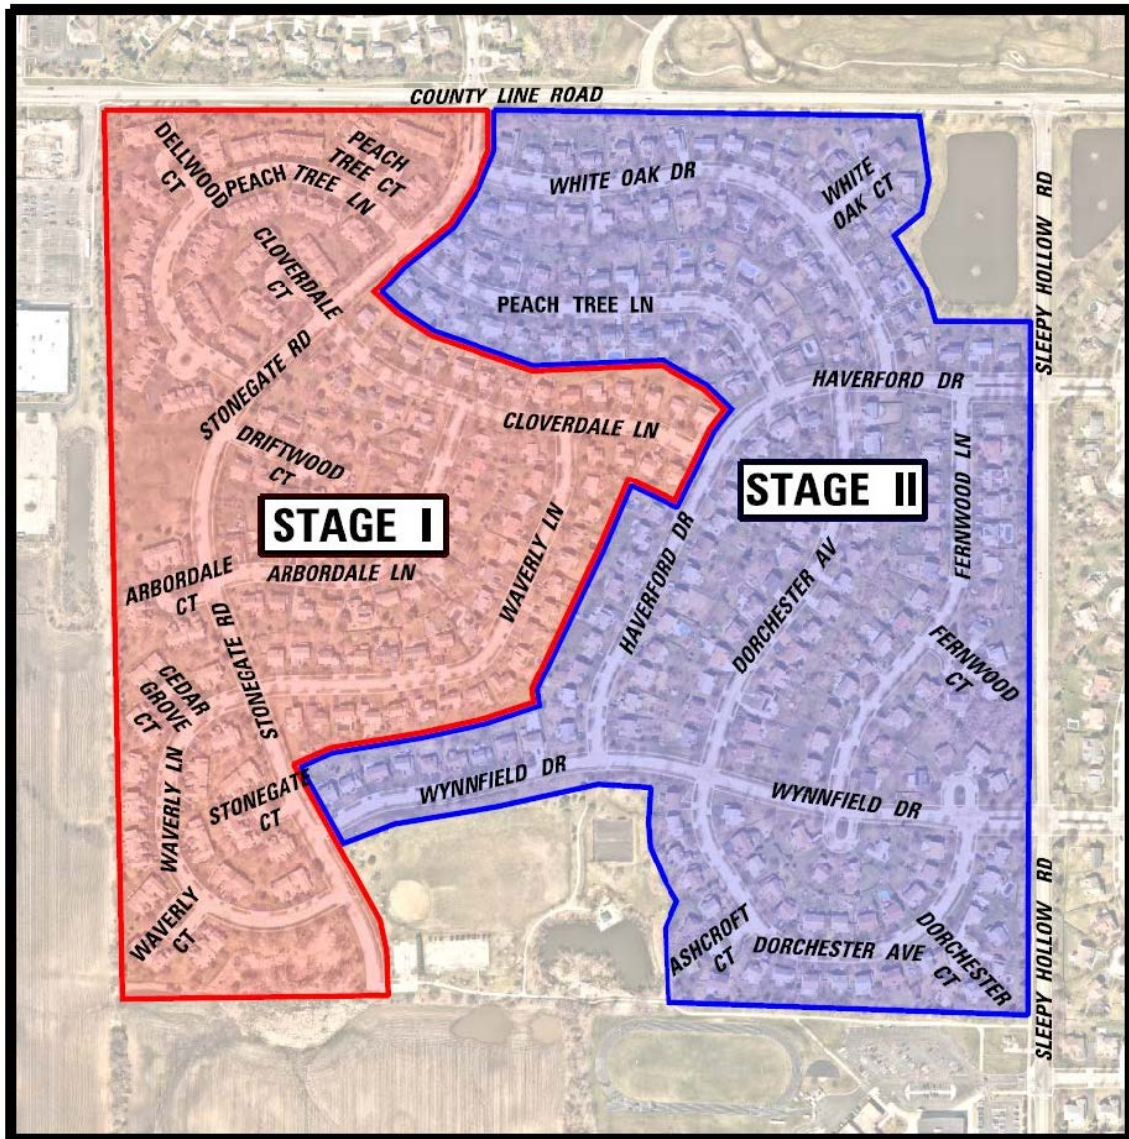 COUNTY LINE ROAD
DELLWOOD
CT
PEACH
TREE CT
PEACH TREE LN
WHITE OAK DR
WHITE
OAK CT
SLEEPY HOLLOW RD
CLOVERDALE
CT
PEACH TREE LN
STONEGATE RD
HAVERFORD DR
CLOVERDALE LN
DRIFTWOOD
CT
STAGE I
STAGE II
FERNWOOD LN
WAVERLY LN
HAVERFORD DR
DORCHESTER AV
ARBORDALE
CT
ARBORDALE LN
STONEGATE RD
FERNWOOD
CT
CEDAR
GROVE
CT
WAVERLY LN
STONEGATE
CT
WYNNFIELD DR
WYNNFIELD DR
WAVERLY
CT
ASHCROFT
CT
DORCHESTER AVE
DORCHESTER
CT
SLEEPY HOLLOW RD